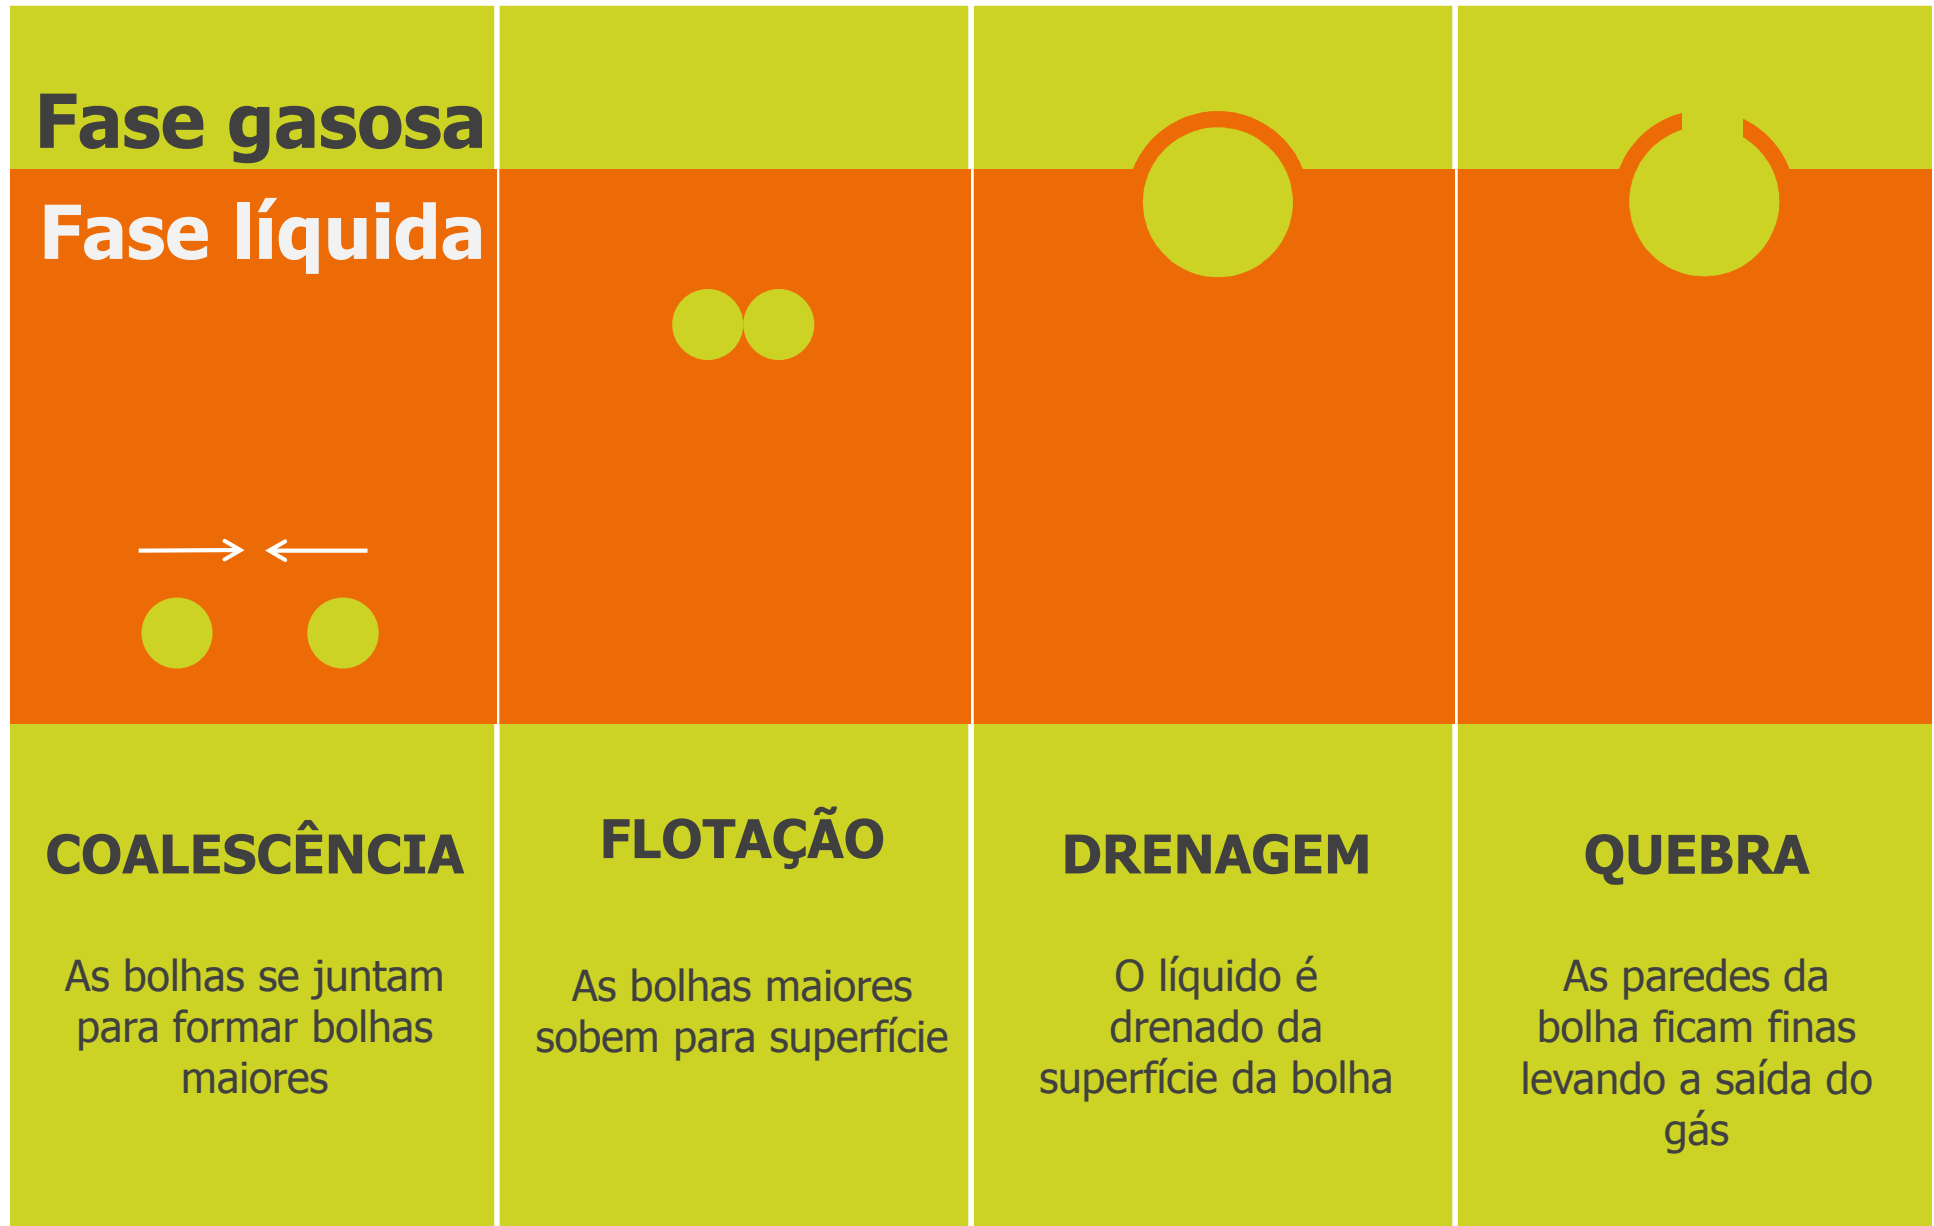 Fase gasosa
Fase líquida
COALESCÊNCIA
As bolhas se juntam
para formar bolhas
maiores
FLOTAÇÃO
As bolhas maiores
sobem para superfície
DRENAGEM
O líquido é
drenado da
superfície da bolha
QUEBRA
As paredes da
bolha ficam finas
levando a saída do
gás